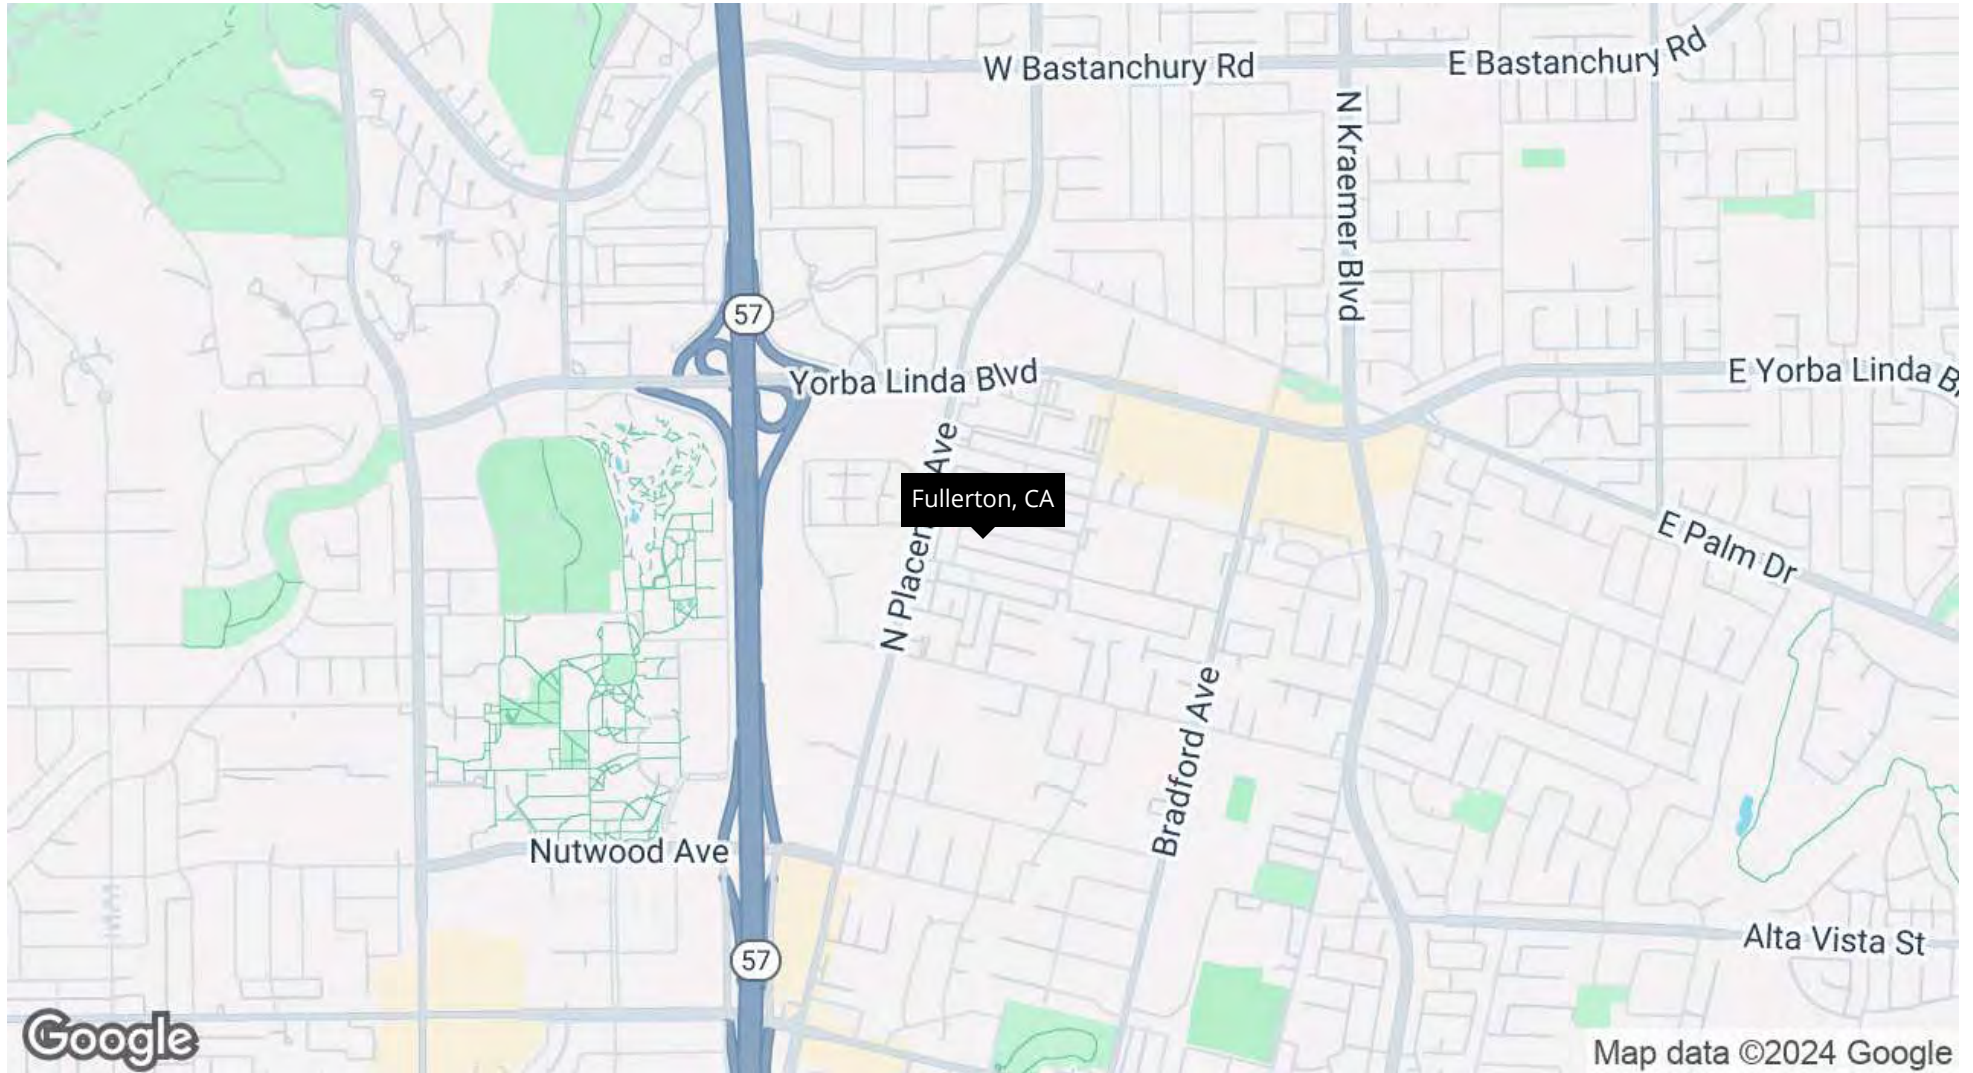 W Bastanchury Rd
E Bastanchury Rd
N Kraemer Blvd
57
Yorba Linda Blvd
E Yorba Linda
Ave
Fullerton, CA
N
E Palm Dr
Bradford Ave
Nutwood Ave
57
Alta Vista St
Google
Map data ©2024 Google